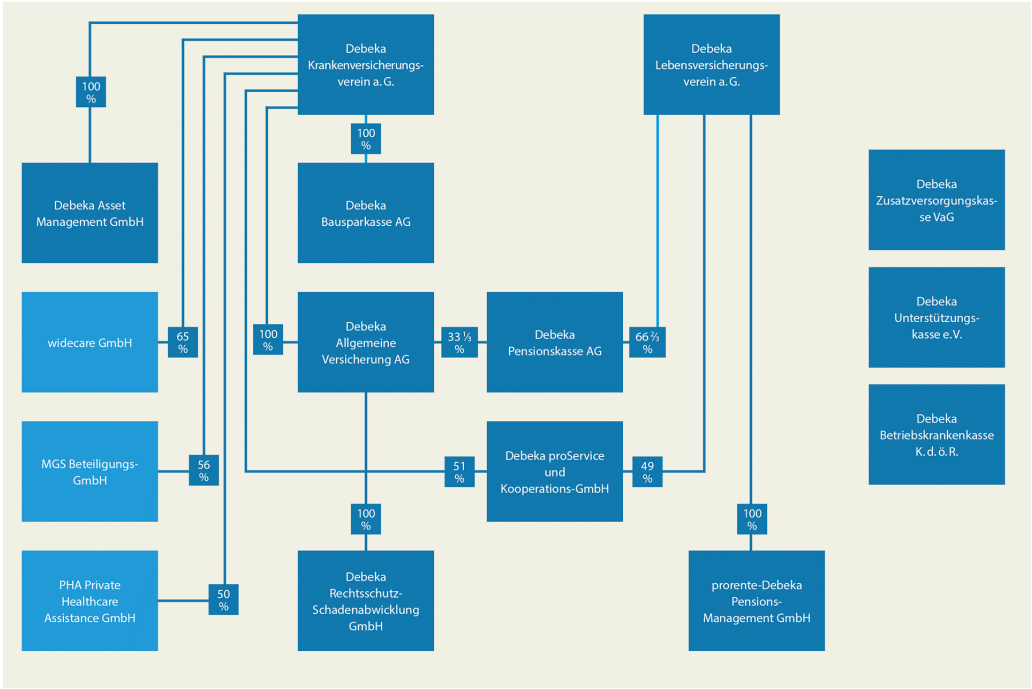 Debeka
Krankenversicherungs-
verein a. G.
Debeka
Lebensversicherungs-
verein a. G.
100
%
100
%
Debeka Asset
Management GmbH
Debeka
Bausparkasse AG
Debeka
Zusatzversorgungskas-
se VaG
widecare GmbH
65
%
100
%
Debeka
Allgemeine
Versicherung AG
33 ⅓
%
Debeka
Pensionskasse AG
66 ⅔
%
Debeka
Unterstützungs-
kasse e. V.
MGS Beteiligungs-
GmbH
56
%
51
%
Debeka proService
und
Kooperations-GmbH
49
%
Debeka
Betriebskrankenkasse
K. d. ö. R.
100
%
100
%
PHA Private
Healthcare
Assistance GmbH
50
%
Debeka
Rechtsschutz-
Schadenabwicklung
GmbH
prorente-Debeka
Pensions-
Management GmbH